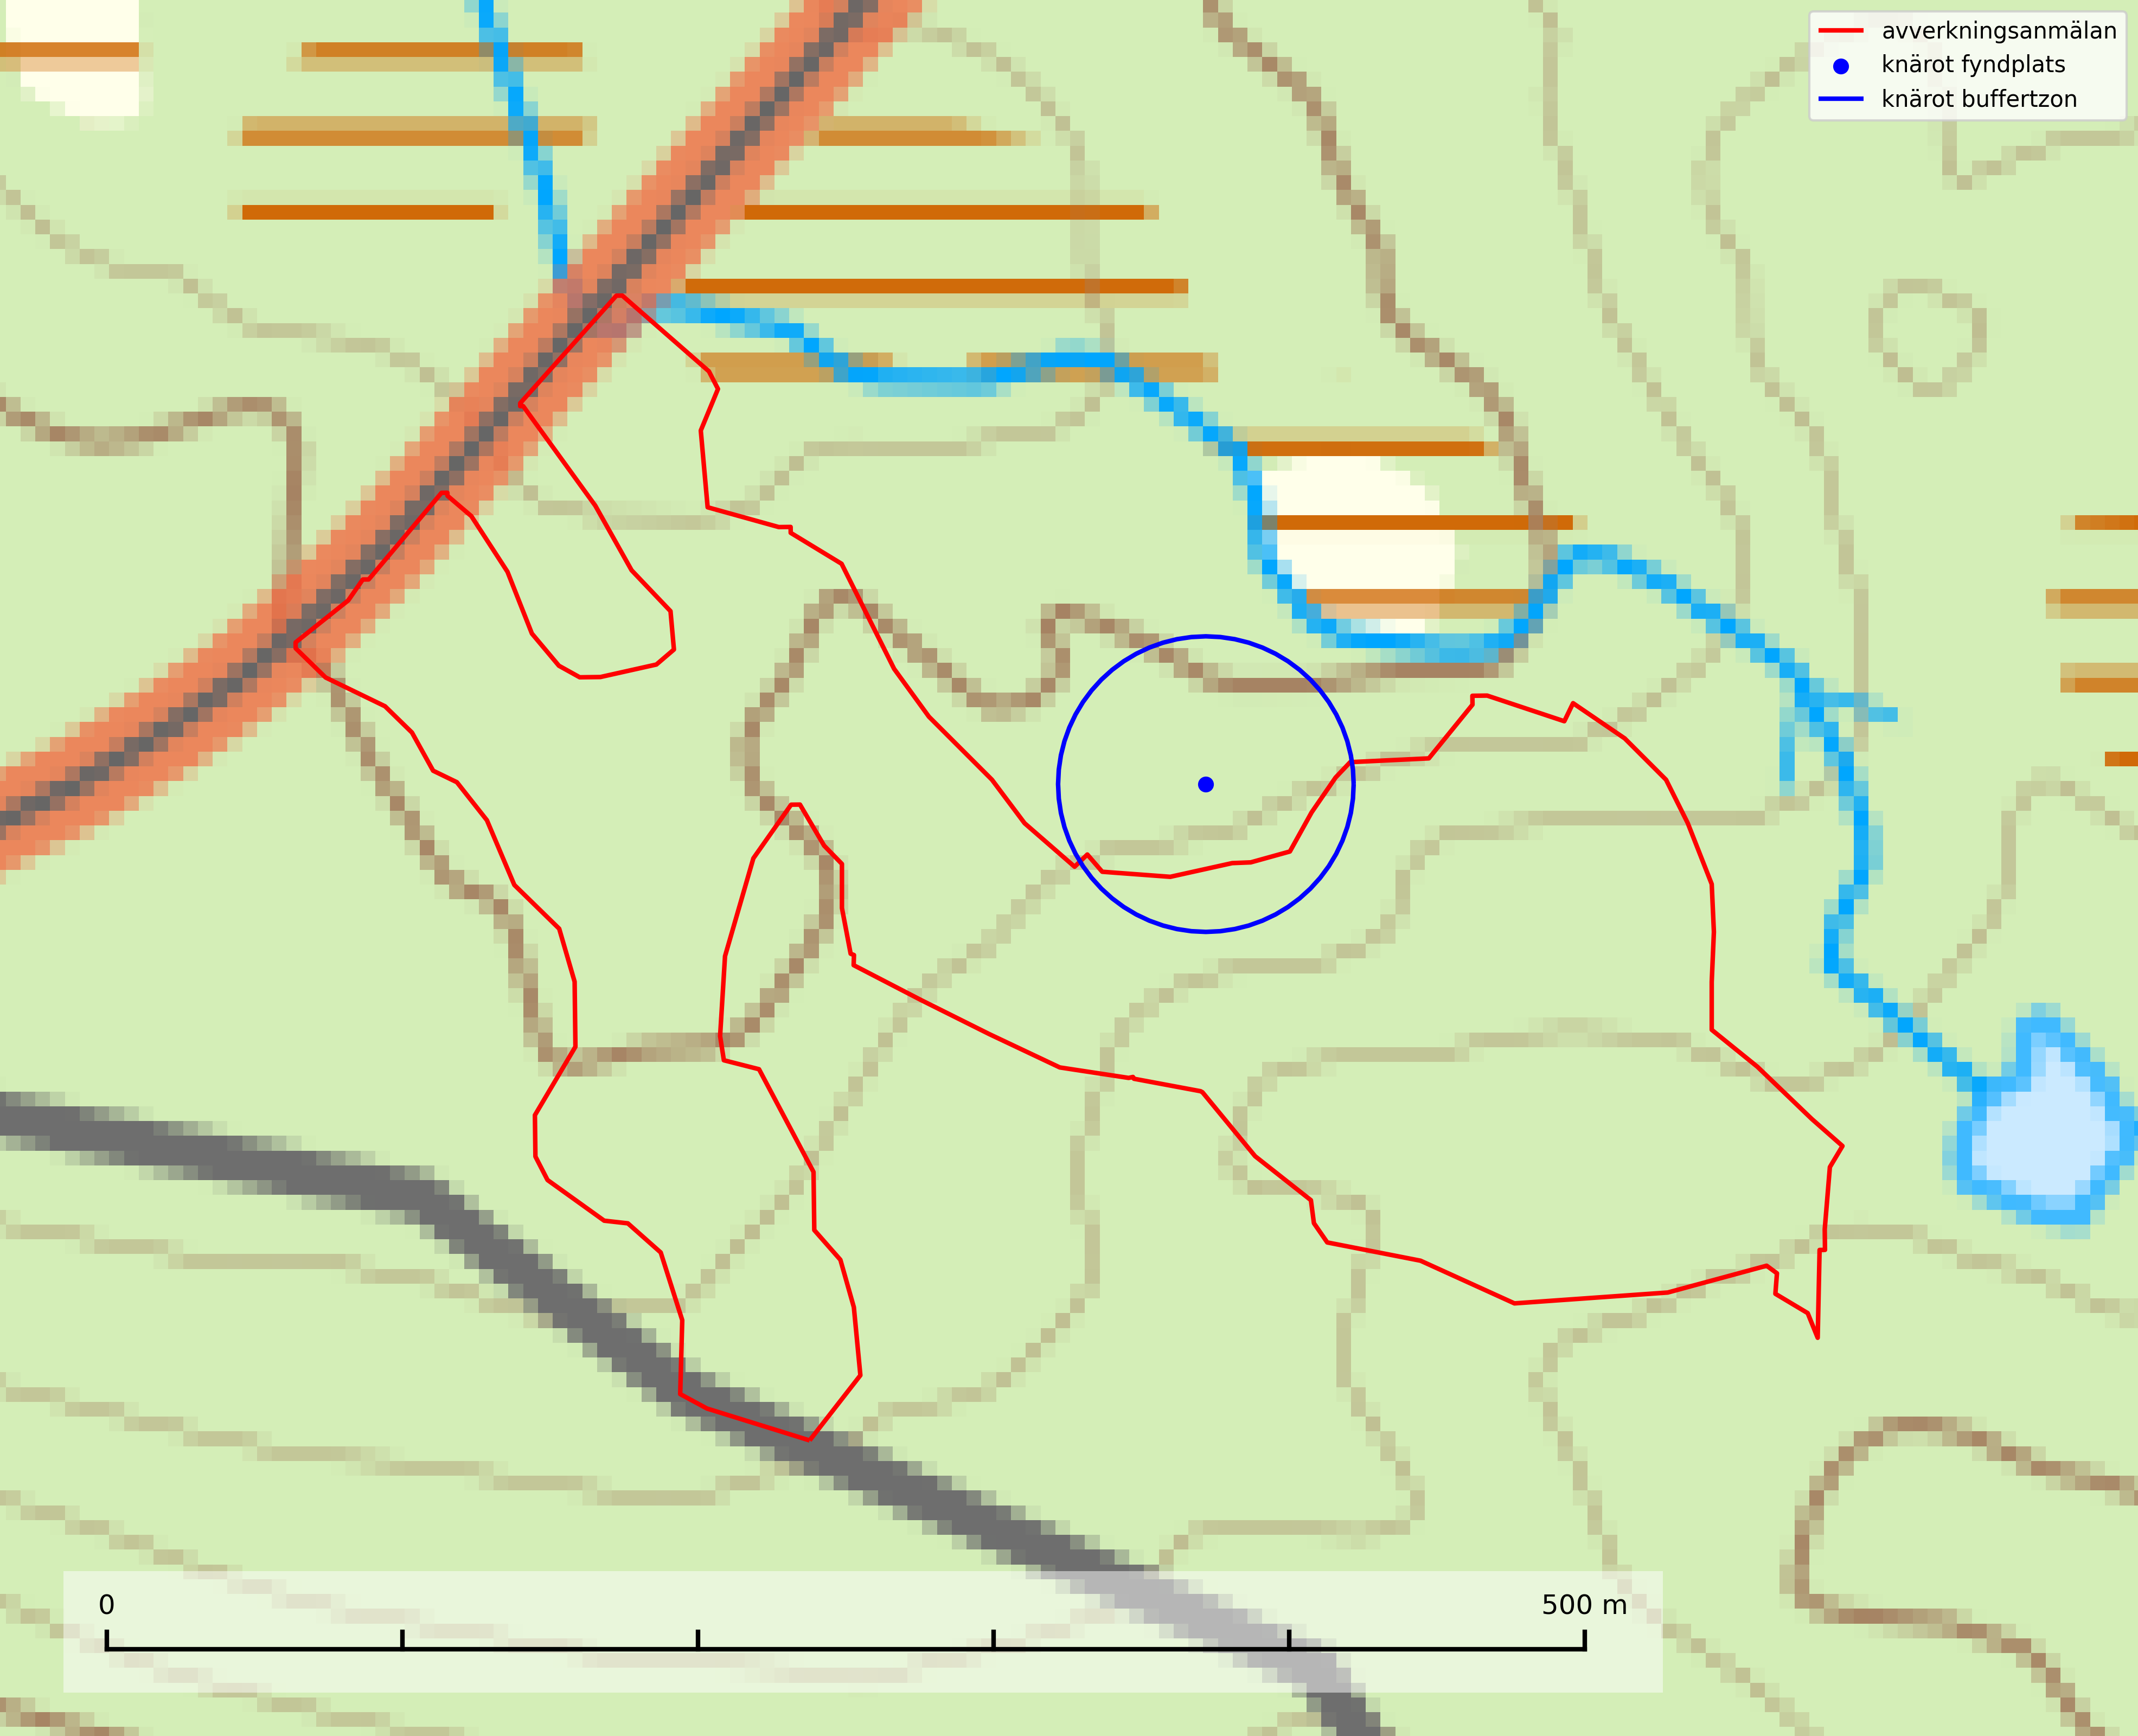 avverkningsanmälan
knärot fyndplats
knärot buffertzon
0
500 m